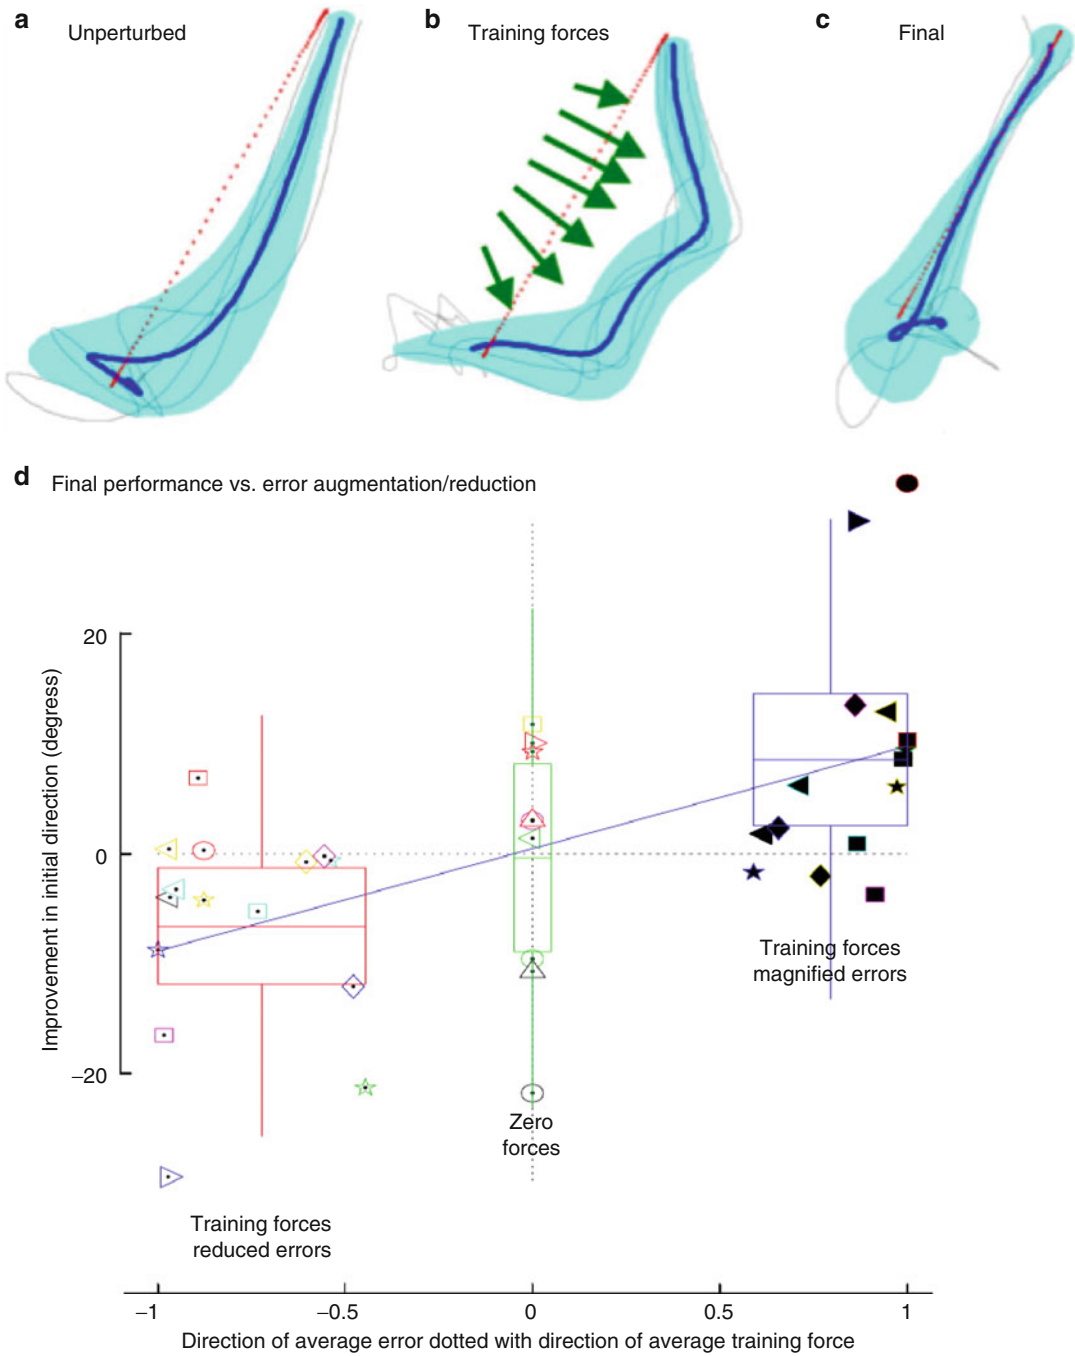 a Unperturbed
b Training forces
c Final
d Final performance vs. error augmentation/reduction
Improvement in initial direction (degress)
20
0
−20
Training forces
magnified errors
Zero
forces
Training forces
reduced errors
−1
−0.5
0
0.5
1
Direction of average error dotted with direction of average training force